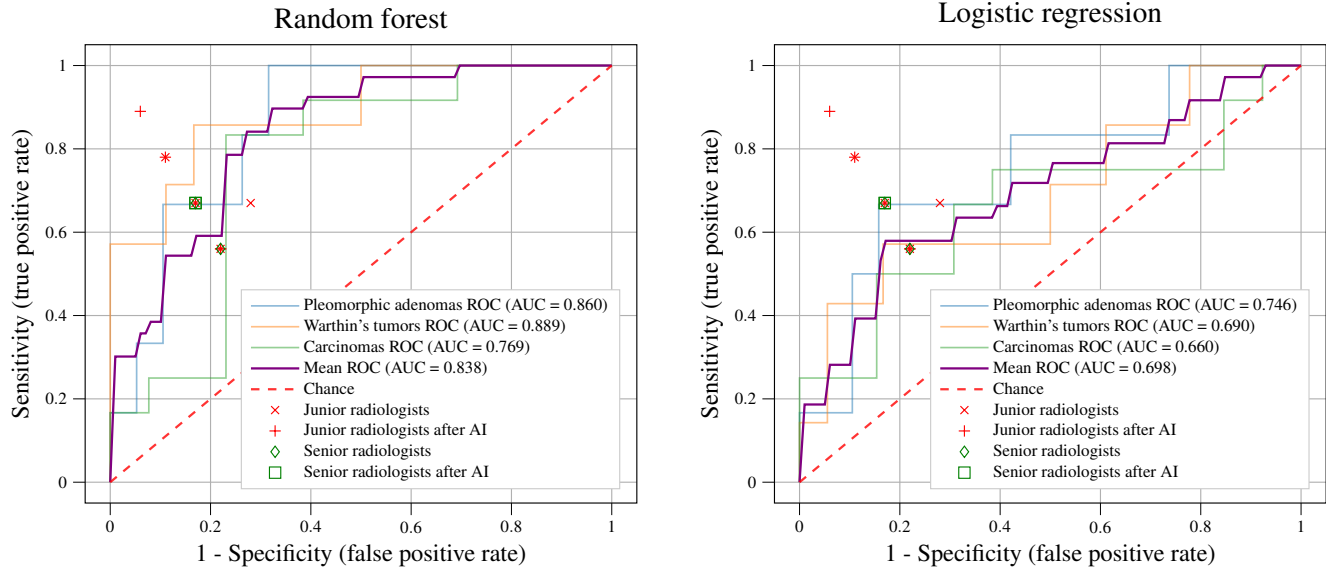 Random forest
1
0.8
0.6
0.4
0.2
0
Sensitivity (true positive rate)
Pleomorphic adenomas ROC (AUC = 0.860)
Warthin's tumors ROC (AUC = 0.889)
Carcinomas ROC (AUC = 0.769)
Mean ROC (AUC = 0.838)
Chance
Junior radiologists
Junior radiologists after AI
Senior radiologists
Senior radiologists after AI
0 0.2 0.4 0.6 0.8 1
1 - Specificity (false positive rate)
Logistic regression
1
0.8
0.6
0.4
0.2
0
Sensitivity (true positive rate)
Pleomorphic adenomas ROC (AUC = 0.746)
Warthin's tumors ROC (AUC = 0.690)
Carcinomas ROC (AUC = 0.660)
Mean ROC (AUC = 0.698)
Chance
Junior radiologists
Junior radiologists after AI
Senior radiologists
Senior radiologists after AI
0 0.2 0.4 0.6 0.8 1
1 - Specificity (false positive rate)